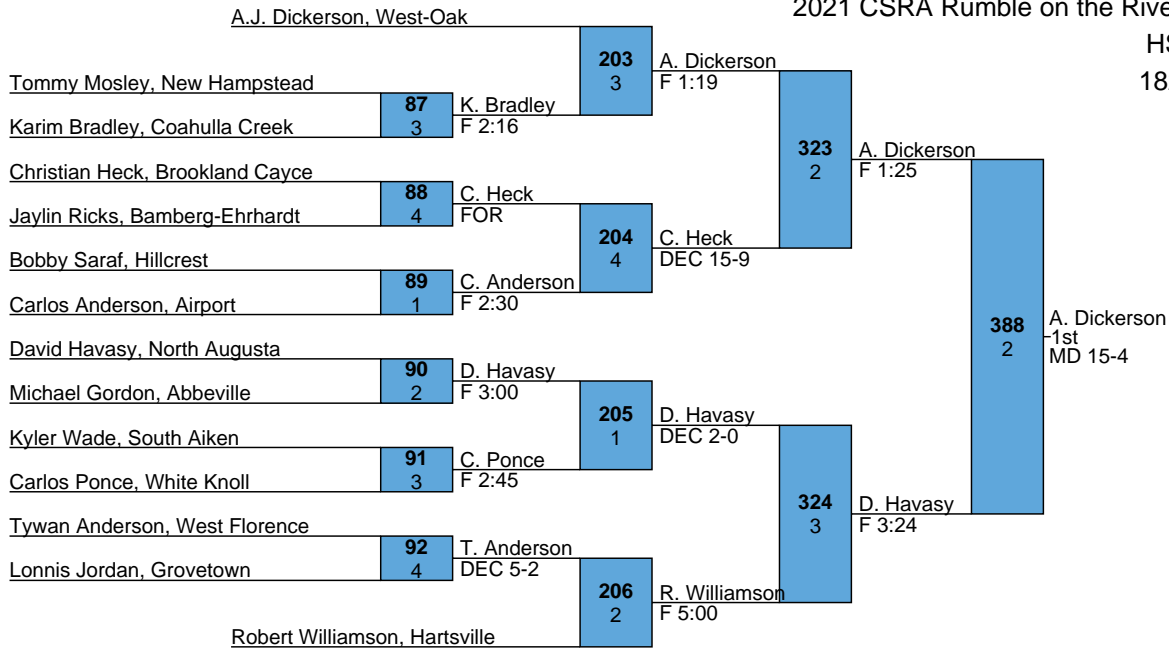 2021 CSRA Rumble on the Rive
HS
18
A.J. Dickerson, West-Oak
203
3
A. Dickerson
F 1:19
Tommy Mosley, New Hampstead
87
3
K. Bradley
F 2:16
Karim Bradley, Coahulla Creek
323
2
A. Dickerson
F 1:25
Christian Heck, Brookland Cayce
88
4
C. Heck
FOR
Jaylin Ricks, Bamberg-Ehrhardt
204
4
C. Heck
DEC 15-9
Bobby Saraf, Hillcrest
89
1
C. Anderson
F 2:30
Carlos Anderson, Airport
388
2
A. Dickerson
1st
MD 15-4
David Havasy, North Augusta
90
2
D. Havasy
F 3:00
Michael Gordon, Abbeville
205
1
D. Havasy
DEC 2-0
Kyler Wade, South Aiken
91
3
C. Ponce
F 2:45
Carlos Ponce, White Knoll
324
3
D. Havasy
F 3:24
Tywan Anderson, West Florence
92
4
T. Anderson
DEC 5-2
Lonnis Jordan, Grovetown
206
2
R. Williamson
F 5:00
Robert Williamson, Hartsville